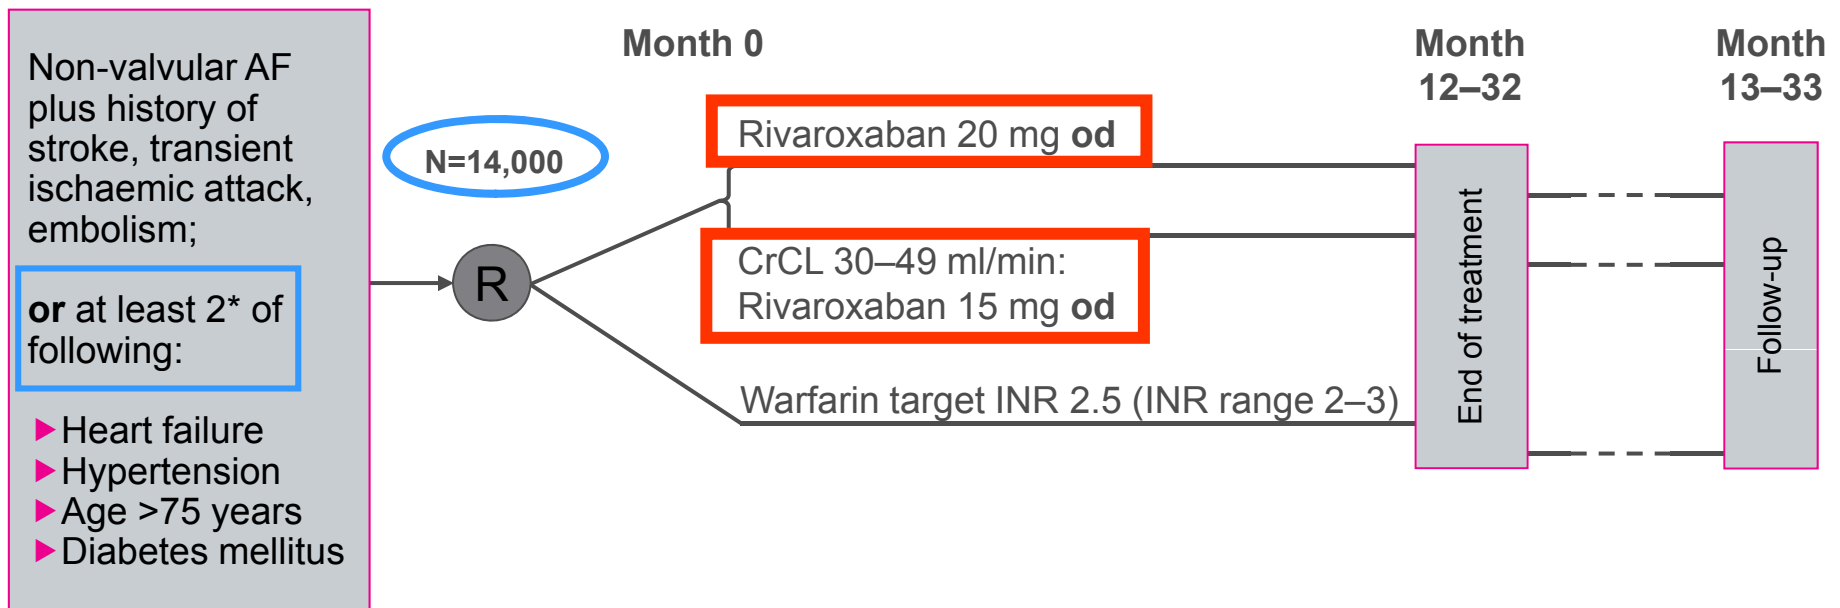 Non-valvular AF
plus history of
stroke, transient
ischaemic attack,
embolism;
or at least 2* of
following:
Heart failure
Hypertension
Age >75 years
Diabetes mellitus
N=14,000
R
Month 0
Rivaroxaban 20 mg od
CrCL 30–49 ml/min:
Rivaroxaban 15 mg od
Warfarin target INR 2.5 (INR range 2–3)
Month
12–32
End of treatment
Month
13–33
Follow-up